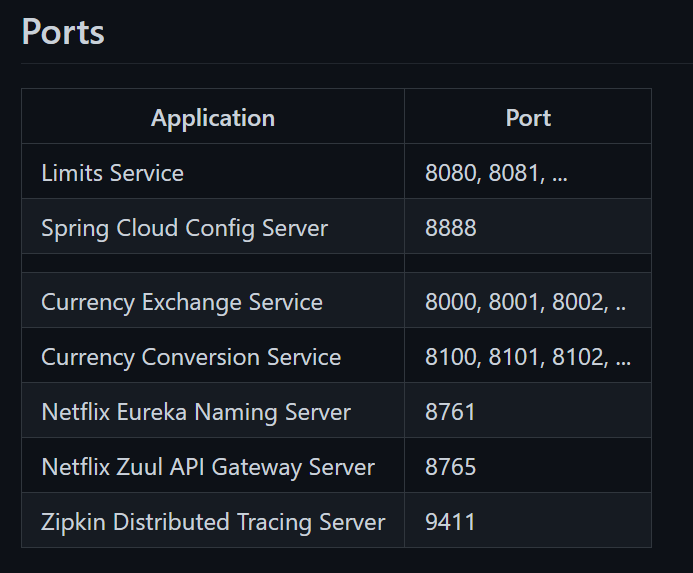 Ports
Application Port
Limits Service 8080, 8081, ...
Spring Cloud Config Server 8888
Currency Exchange Service 8000, 8001, 8002, ..
Currency Conversion Service 8100, 8101, 8102, ...
Netflix Eureka Naming Server 8761
Netflix Zuul API Gateway Server 8765
Zipkin Distributed Tracing Server 9411